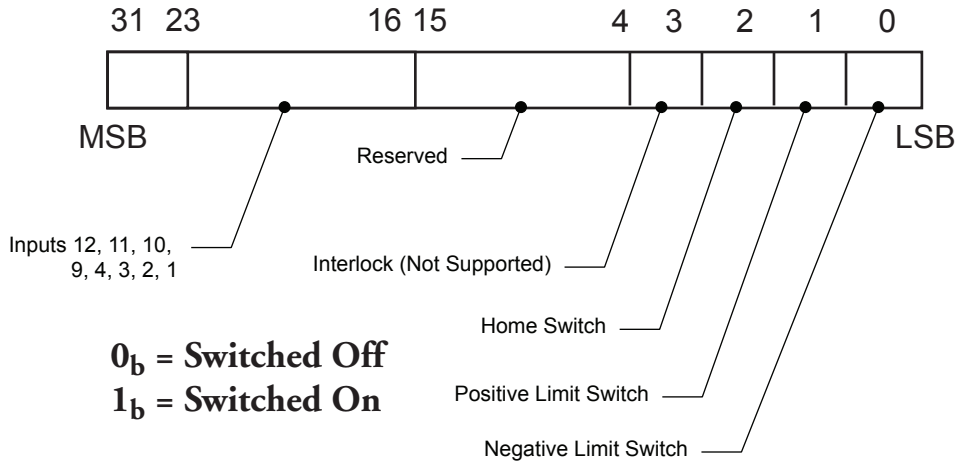 31 23 16 15 4 3 2 1 0
MSB LSB
Reserved
Inputs 12, 11, 10,
9, 4, 3, 2, 1
Interlock (Not Supported)
Home Switch
0b = Switched Off
1b = Switched On
Positive Limit Switch
Negative Limit Switch